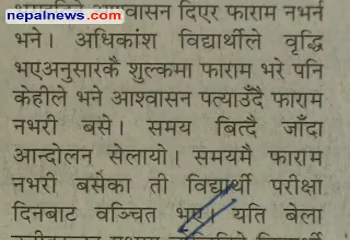 nepalnews.com
आश्वासन दिएर फाराम नभर्न
भने। अधिकांश विद्यार्थीले वृद्धि
भएअनुसारकै शुल्कमा फाराम भरे पनि
केहीले भने आश्वासन पत्याउँदै फाराम
नभरी बसे। समय बित्दै जाँदा
आन्दोलन सेलायो। समयमै फाराम
नभरी बसेका ती विद्यार्थी परीक्षा
दिनबाट वञ्चित भए। यति बेला